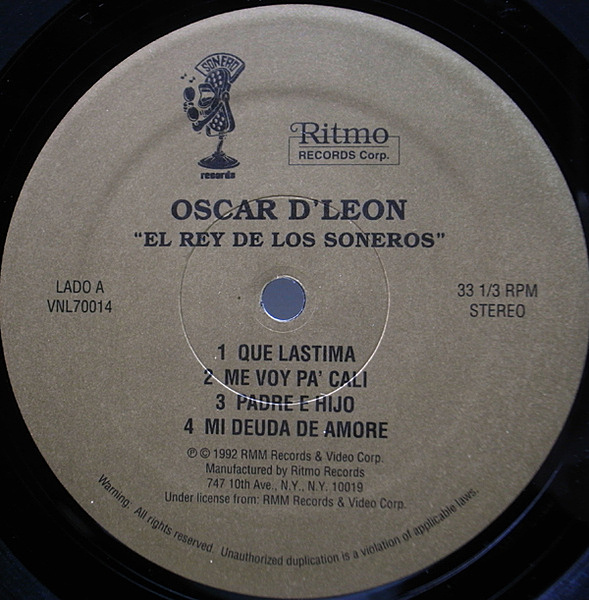 SONERO
records
Ritmo
RECORDS Corp.
OSCAR D'LEON
"EL REY DE LOS SONEROS"
LADO A
VNL70014
33 1/3 RPM
STEREO
1 QUE LASTIMA
2 ME VOY PA' CALI
3 PADRE E HIJO
4 MI DEUDA DE AMORE
℗ © 1992 RMM Records & Video Corp.
Manufactured by Ritmo Records
747 10th Ave., N.Y., N.Y. 10019
Under license from: RMM Records & Video Corp.
Warning: All rights reserved. Unauthorized duplication is a violation of applicable laws.